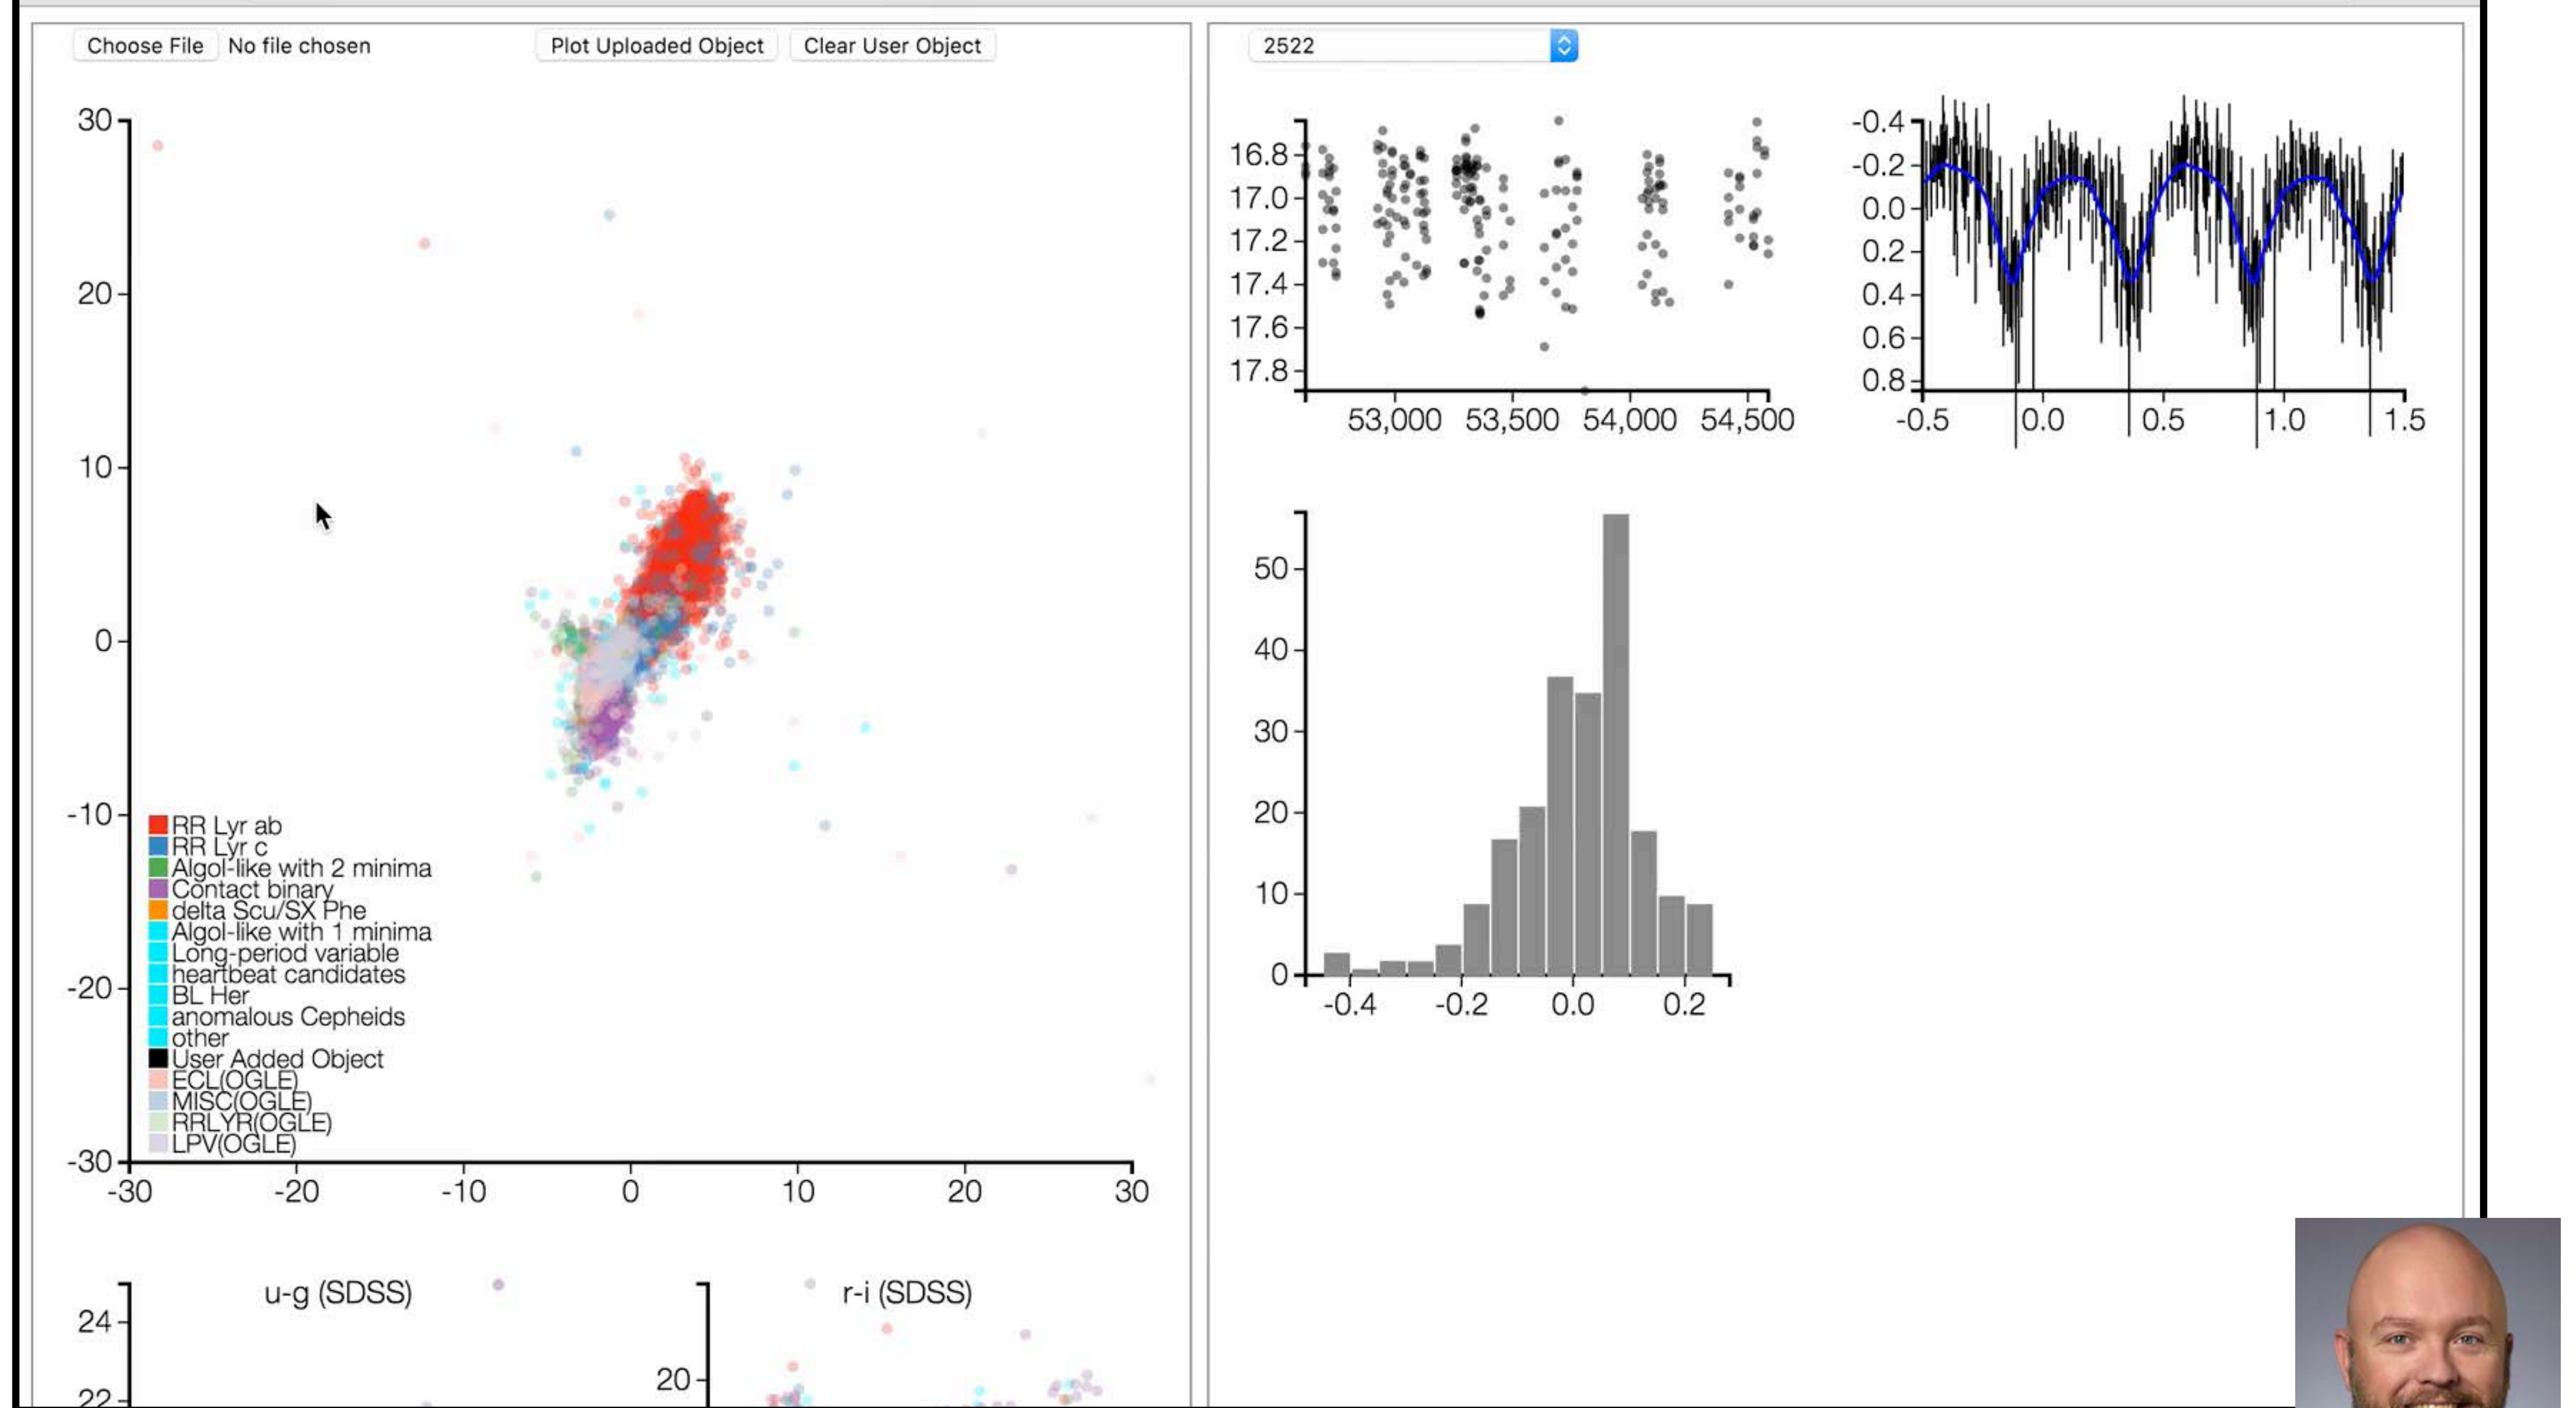 Choose File No file chosen Plot Uploaded Object Clear User Object
30
20
10
0
-10
-20
-30
-30 -20 -10 0 10 20 30
RR Lyr ab
RR Lyr c
Algol-like with 2 minima
Contact binary
delta Scu/SX Phe
Algol-like with 1 minima
Long-period variable
heartbeat candidates
BL Her
anomalous Cepheids
other
User Added Object
ECL(OGLE)
MISC(OGLE)
RRLYR(OGLE)
LPV(OGLE)
u-g (SDSS)
24
22
r-i (SDSS)
20
2522
16.8
17.0
17.2
17.4
17.6
17.8
53,000 53,500 54,000 54,500
-0.4
-0.2
0.0
0.2
0.4
0.6
0.8
-0.5 0.0 0.5 1.0 1.5
50
40
30
20
10
0
-0.4 -0.2 0.0 0.2